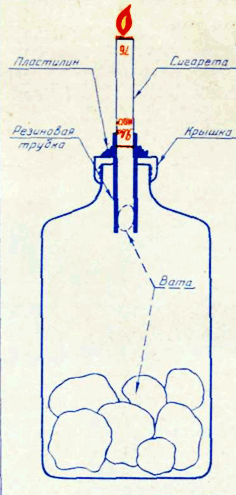 Пластилин
Сигарета
Резиновая
трубка
Крышка
Вата